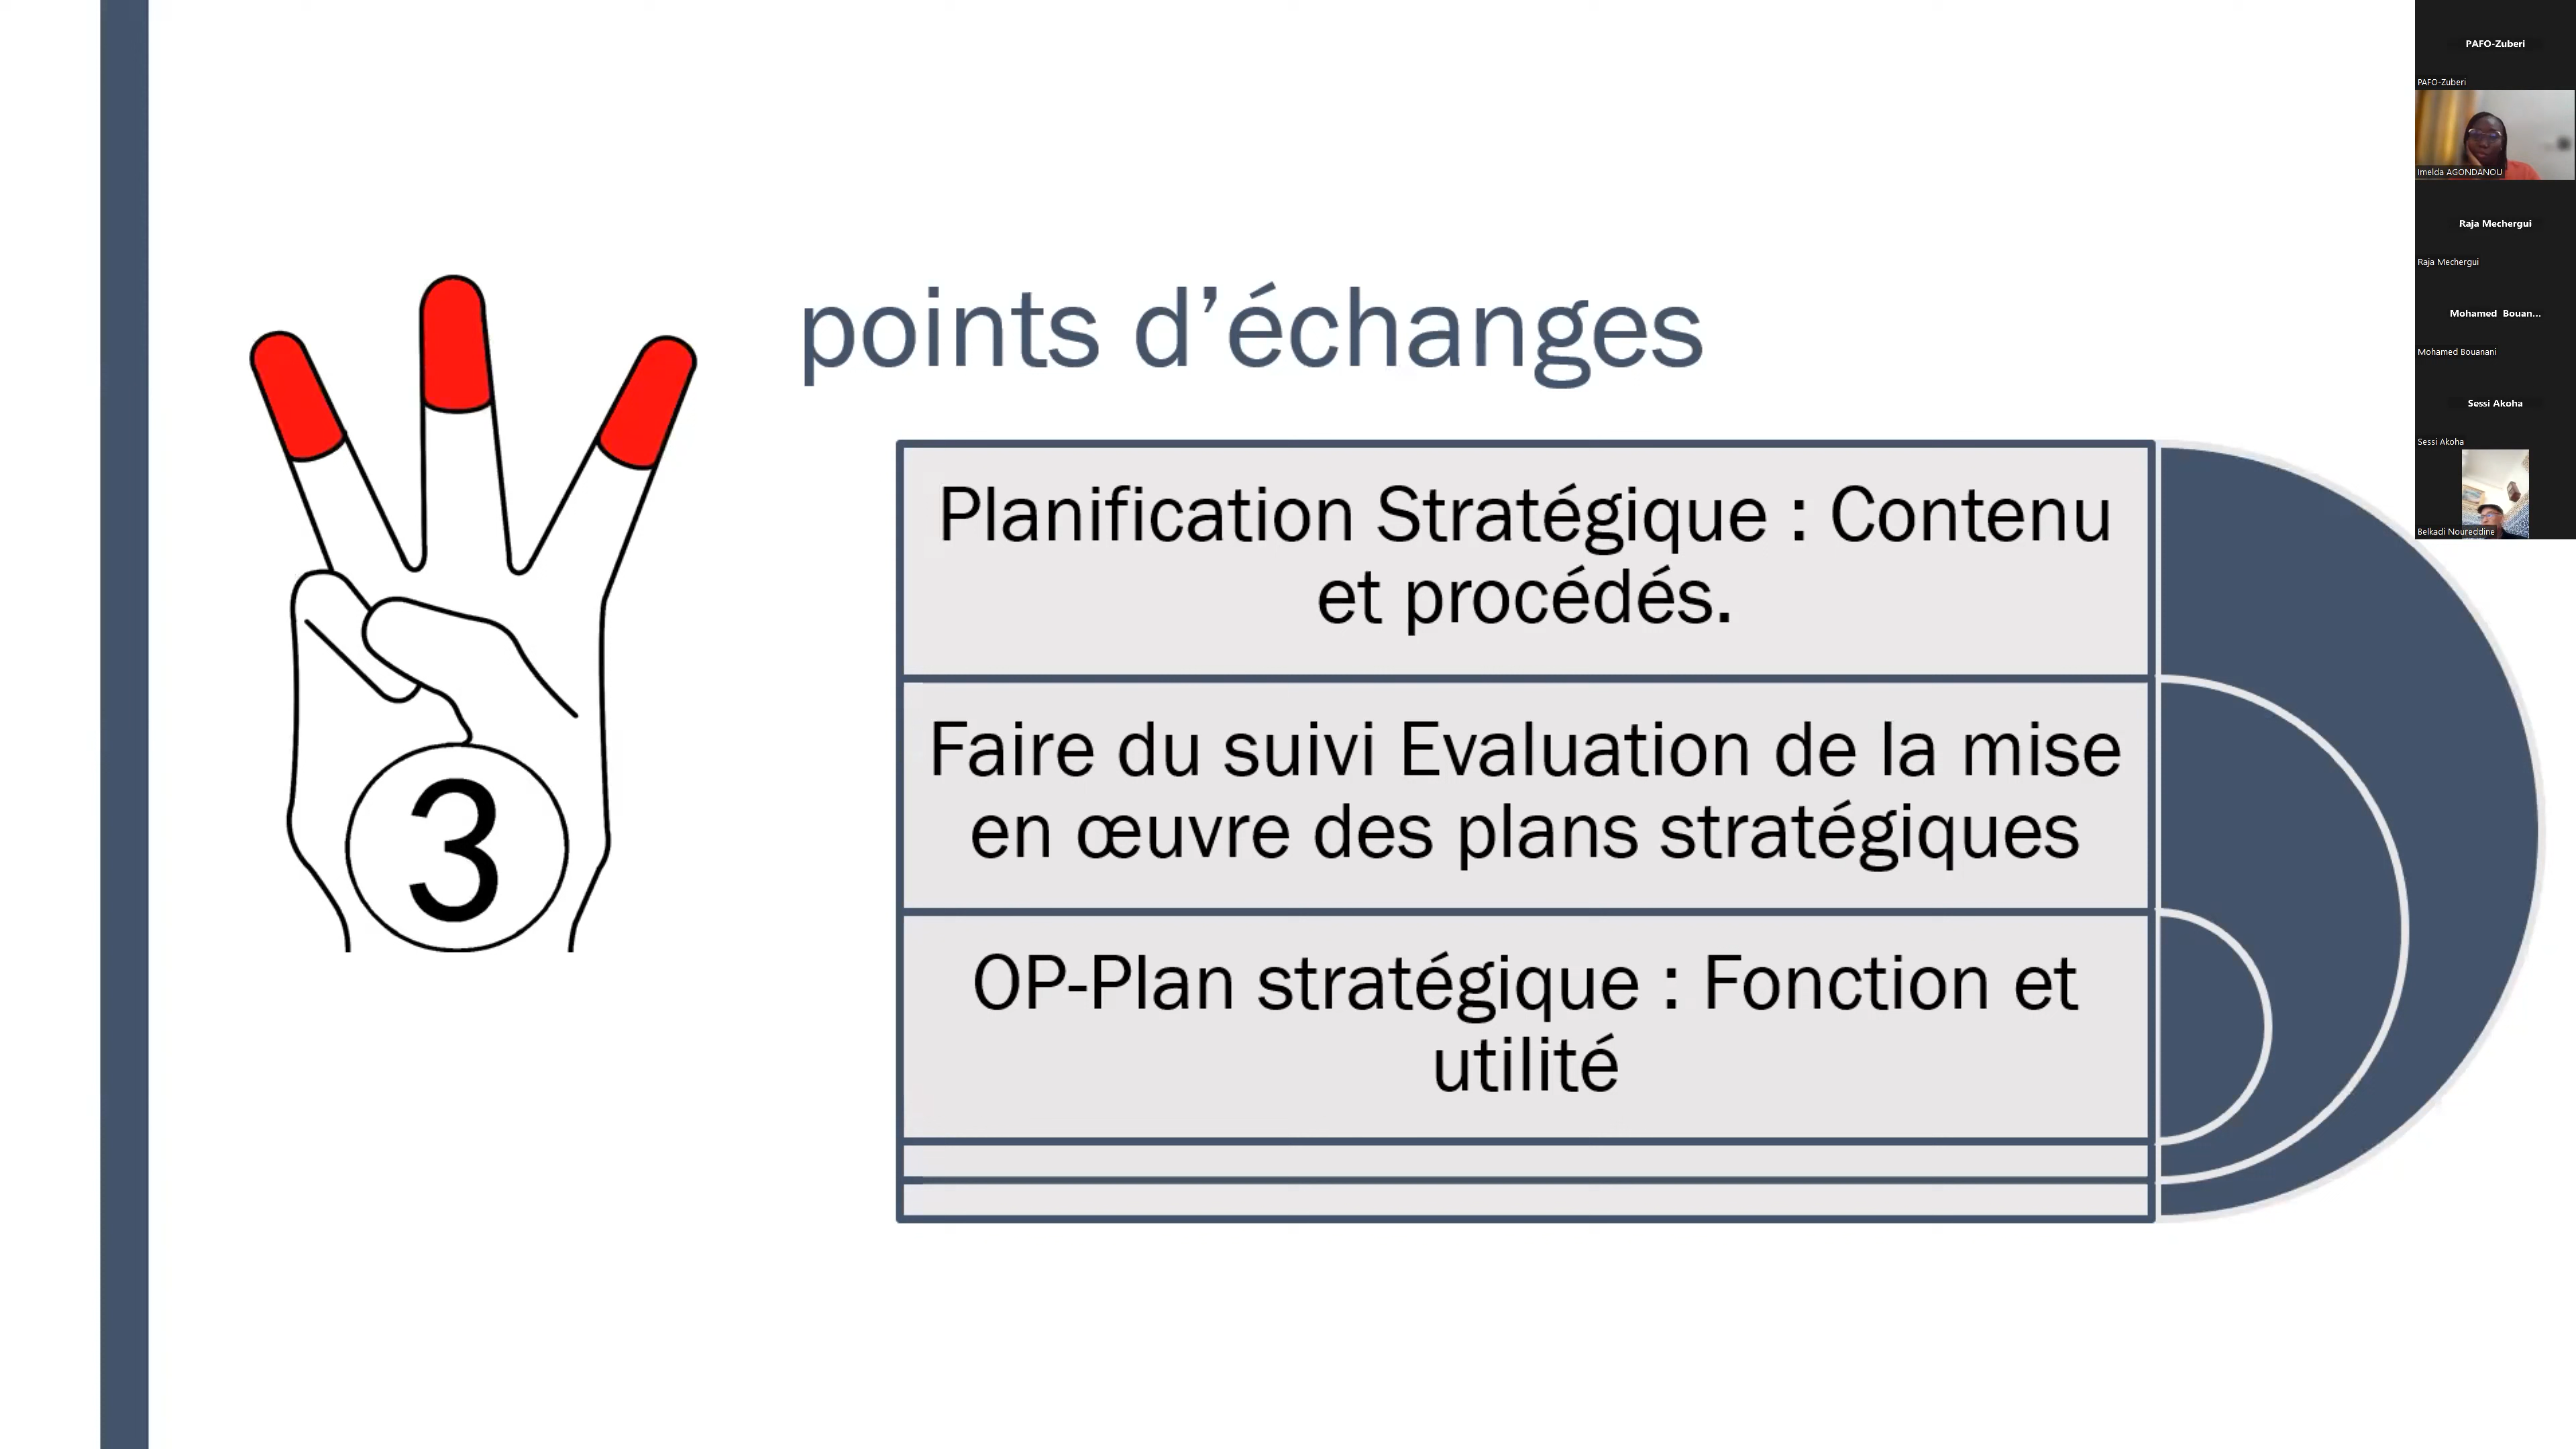 points d’échanges
3
Planification Stratégique : Contenu
et procédés.
Faire du suivi Evaluation de la mise
en œuvre des plans stratégiques
OP-Plan stratégique : Fonction et
utilité
PAFO-Zuberi
PAFO-Zuberi
Imelda AGONDANOU
Raja Mechergui
Raja Mechergui
Mohamed Bouan...
Mohamed Bouanani
Sessi Akoha
Sessi Akoha
Belkadi Noureddine